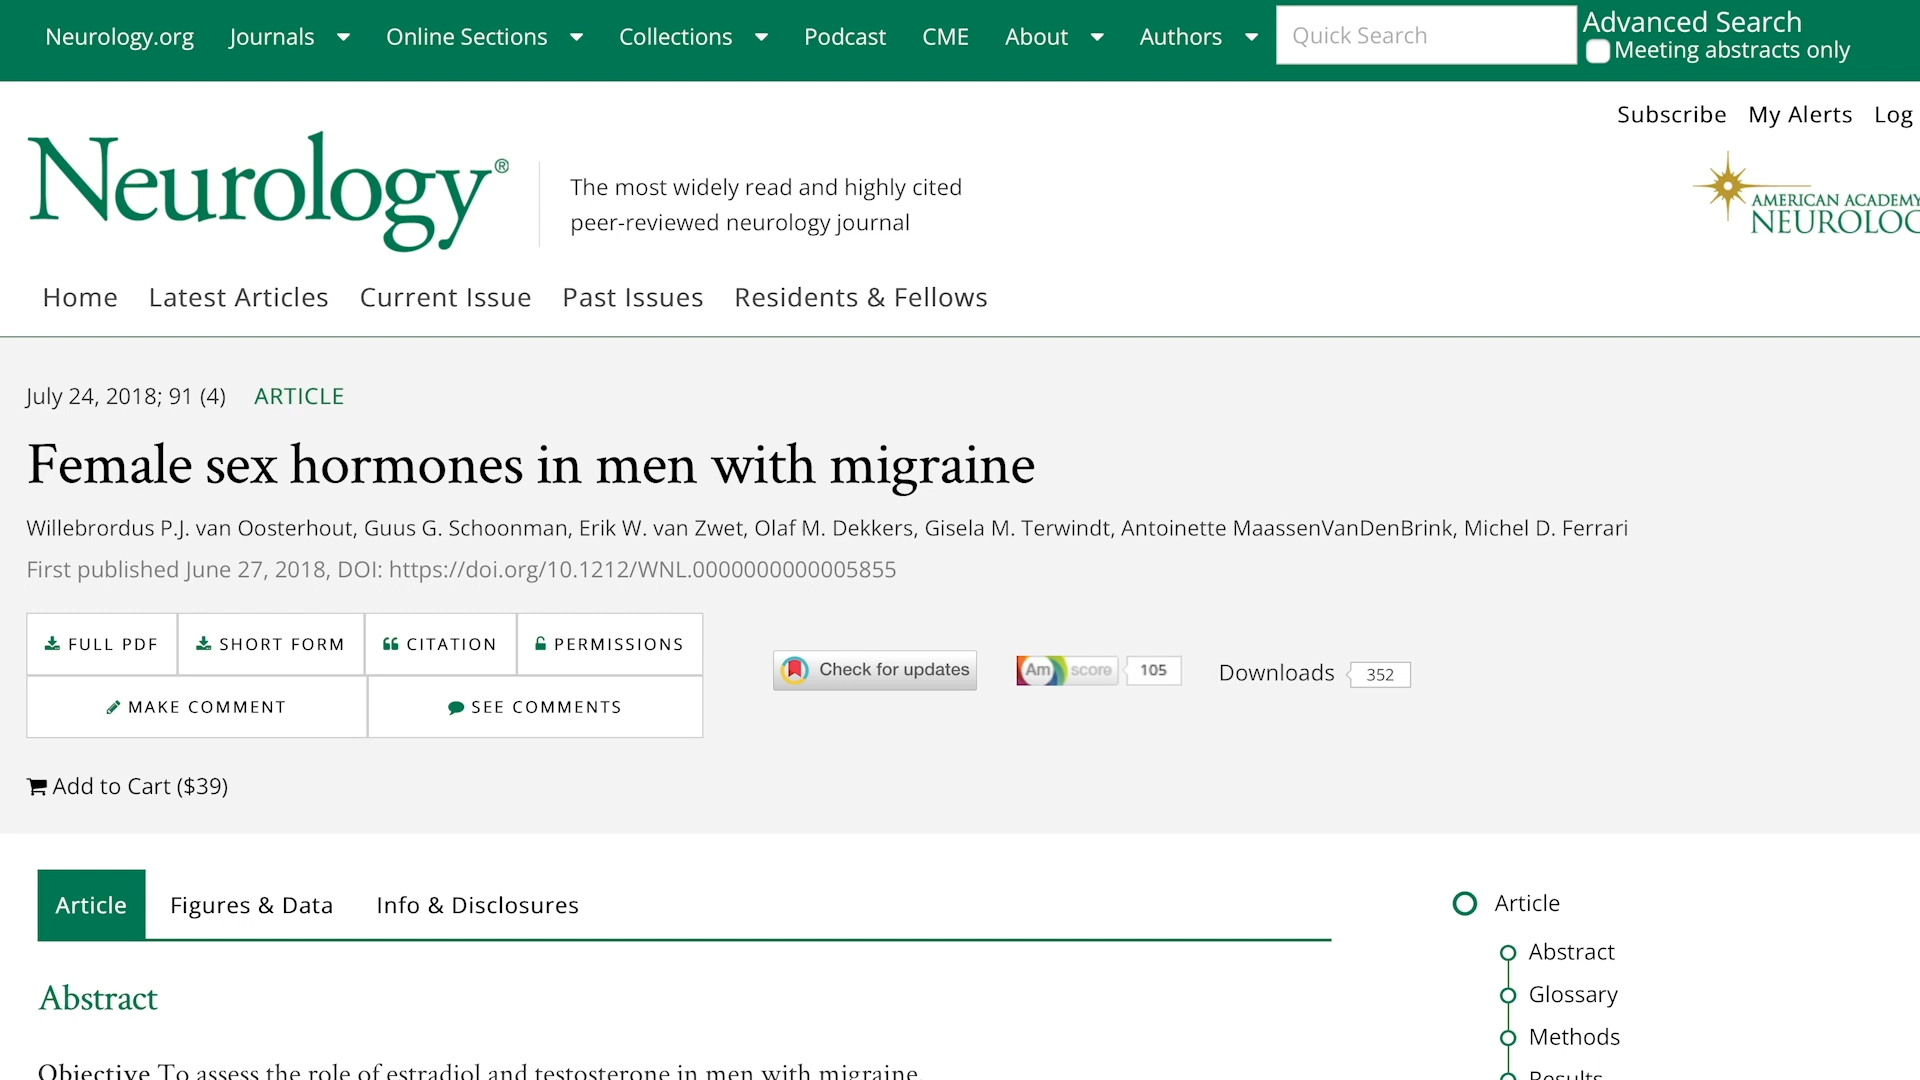 Neurology.org Journals Online Sections Collections Podcast CME About Authors Quick Search Advanced Search
Meeting abstracts only
Subscribe My Alerts Log
Neurology®
The most widely read and highly cited
peer-reviewed neurology journal
AMERICAN ACADEMY
NEUROLOG
Home Latest Articles Current Issue Past Issues Residents & Fellows
July 24, 2018; 91 (4) ARTICLE
Female sex hormones in men with migraine
Willebrordus P.J. van Oosterhout, Guus G. Schoonman, Erik W. van Zwet, Olaf M. Dekkers, Gisela M. Terwindt, Antoinette MaassenVanDenBrink, Michel D. Ferrari
First published June 27, 2018, DOI: https://doi.org/10.1212/WNL.0000000000005855
FULL PDF SHORT FORM CITATION PERMISSIONS
MAKE COMMENT SEE COMMENTS
Check for updates
Am score 105
Downloads 352
Add to Cart ($39)
Article Figures & Data Info & Disclosures
Abstract
Objective To assess the role of estradiol and testosterone in men with migraine.
Article
Abstract
Glossary
Methods
Results